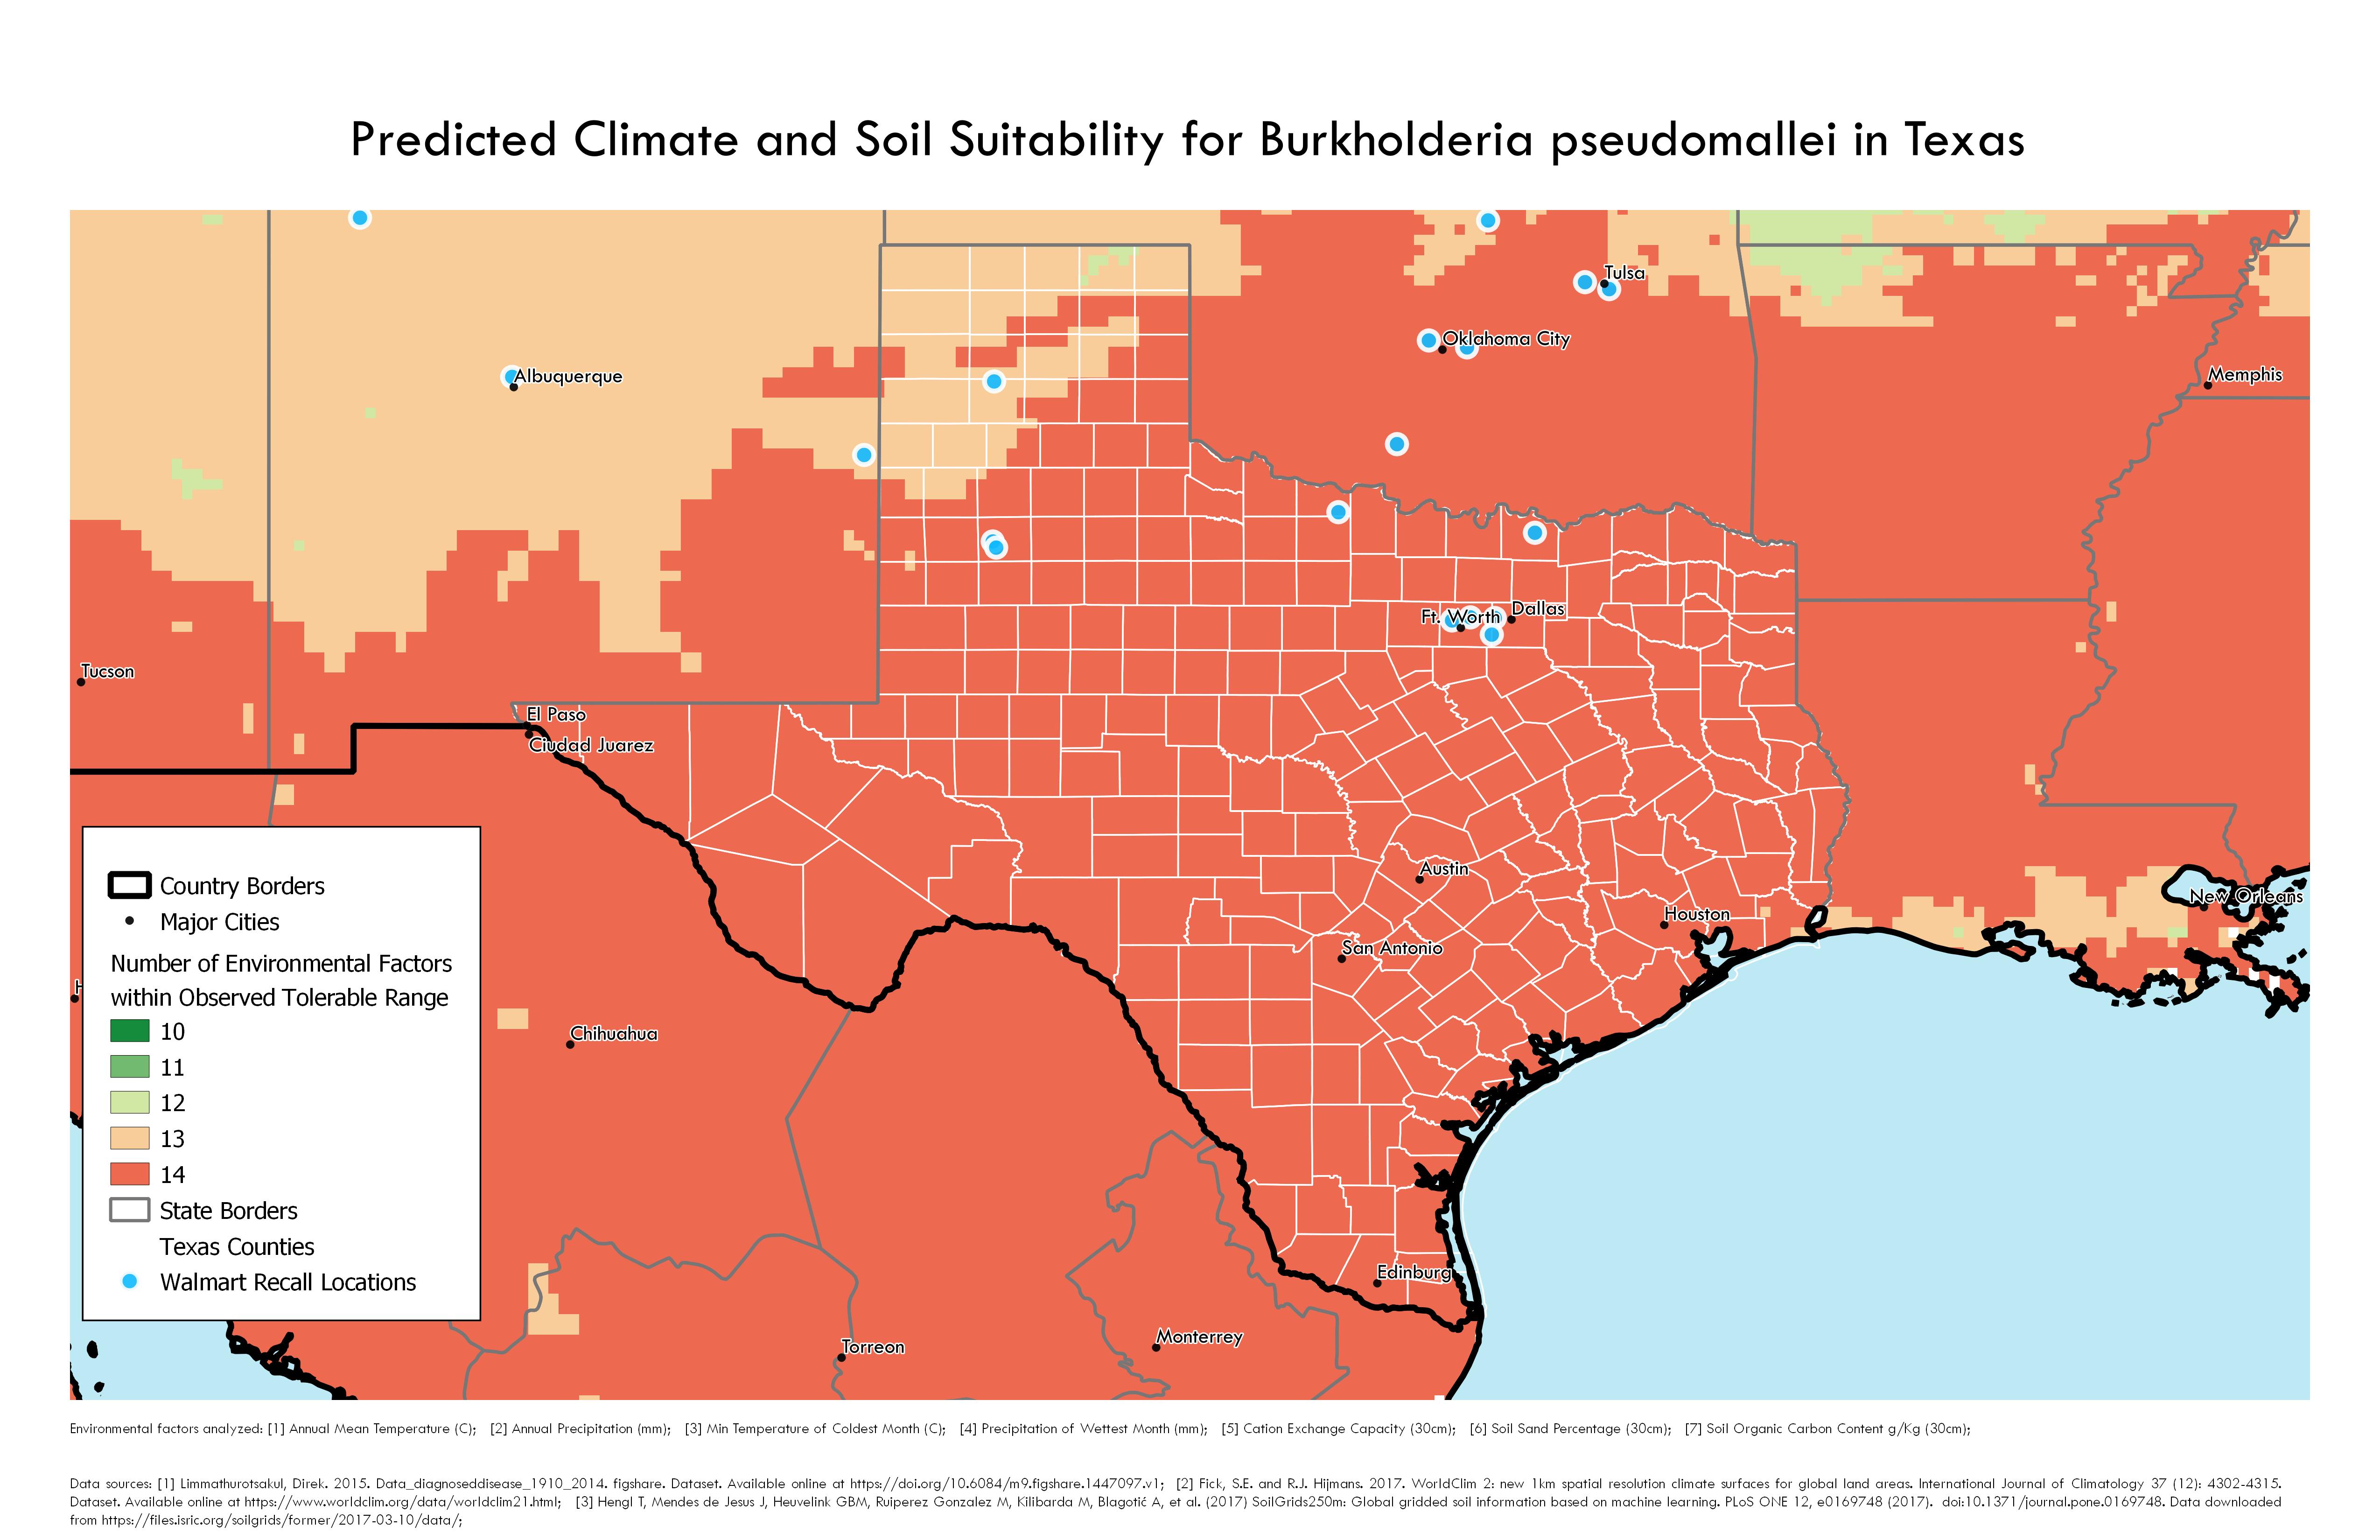 Predicted Climate and Soil Suitability for Burkholderia pseudomallei in Texas
Tulsa
Oklahoma City
Albuquerque
Memphis
Ft. Worth
Dallas
Tucson
El Paso
Ciudad Juarez
Austin
New Orleans
Houston
San Antonio
H
Chihuahua
Edinburg
Monterrey
Torreon
Country Borders
Major Cities
Number of Environmental Factors
within Observed Tolerable Range
10
11
12
13
14
State Borders
Texas Counties
Walmart Recall Locations
Environmental factors analyzed: [1] Annual Mean Temperature (C); [2] Annual Precipitation (mm); [3] Min Temperature of Coldest Month (C); [4] Precipitation of Wettest Month (mm); [5] Cation Exchange Capacity (30cm); [6] Soil Sand Percentage (30cm); [7] Soil Organic Carbon Content g/Kg (30cm);
Data sources: [1] Limmathurotsakul, Direk. 2015. Data_diagnoseddisease_1910_2014. figshare. Dataset. Available online at https://doi.org/10.6084/m9.figshare.1447097.v1; [2] Fick, S.E. and R.J. Hijmans. 2017. WorldClim 2: new 1km spatial resolution climate surfaces for global land areas. International Journal of Climatology 37 (12): 4302-4315.
Dataset. Available online at https://www.worldclim.org/data/worldclim21.html; [3] Hengl T, Mendes de Jesus J, Heuvelink GBM, Ruiperez Gonzalez M, Kilibarda M, Blagotić A, et al. (2017) SoilGrids250m: Global gridded soil information based on machine learning. PLoS ONE 12, e0169748 (2017). doi:10.1371/journal.pone.0169748. Data downloaded
from https://files.isric.org/soilgrids/former/2017-03-10/data/;